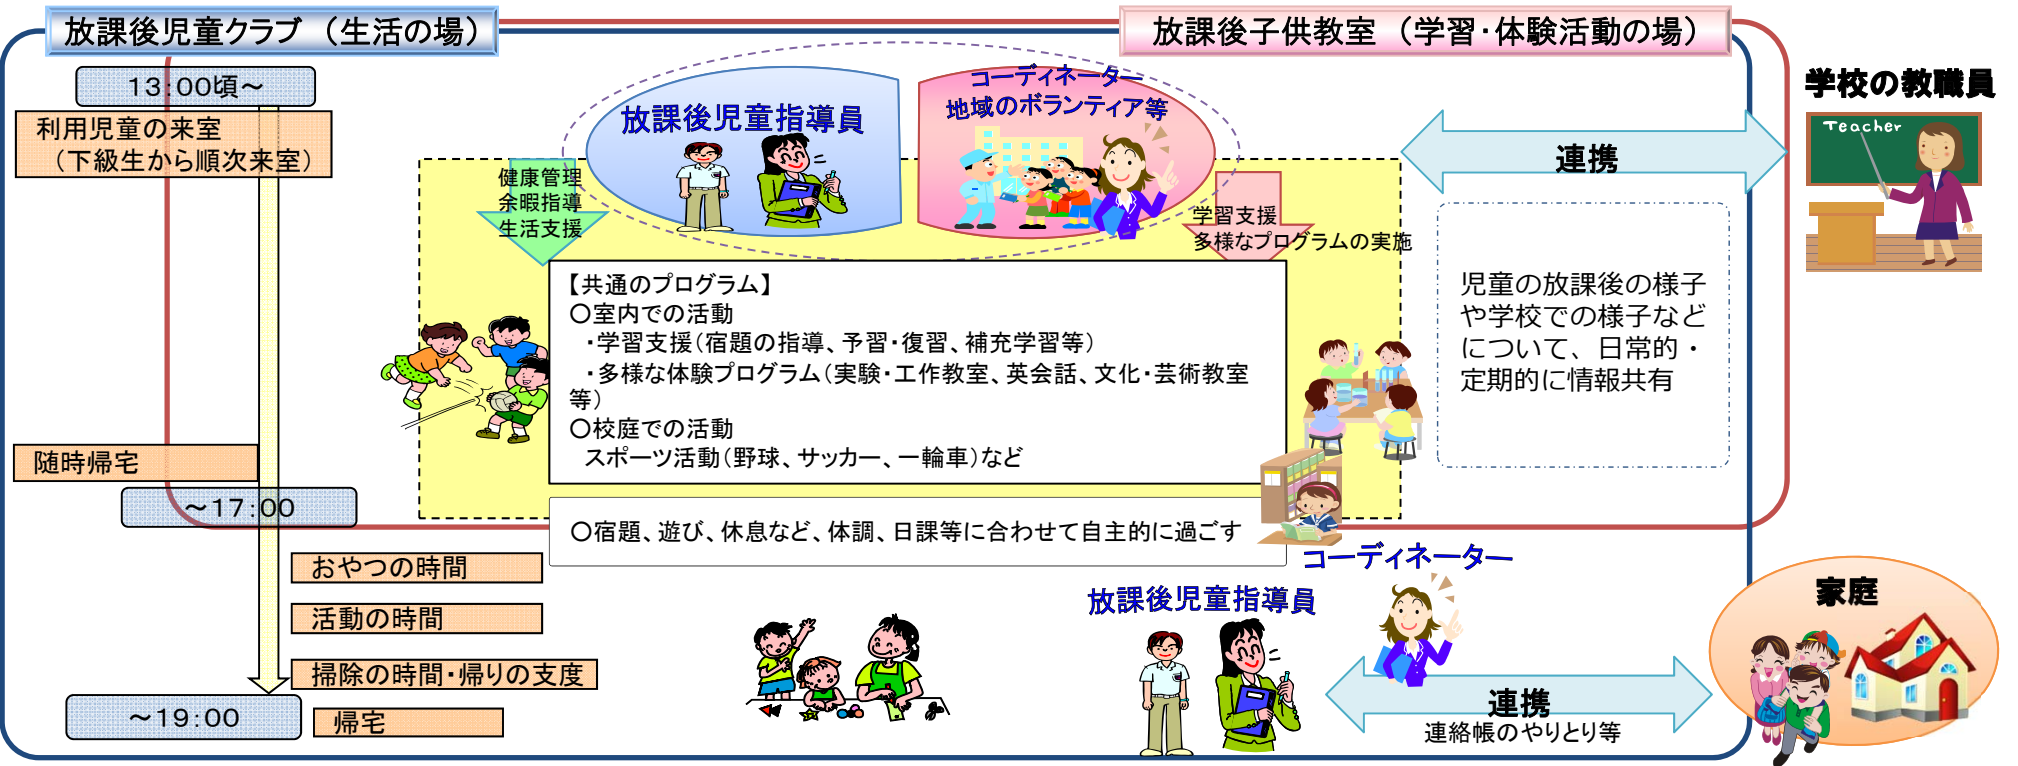 放課後児童クラブ （生活の場）
放課後子供教室 （学習・体験活動の場）
13：00頃～
利用児童の来室
（下級生から順次来室）
放課後児童指導員
コーディネーター
地域のボランティア等
健康管理
余暇指導
生活支援
学習支援
多様なプログラムの実施
連携
学校の教職員
Teacher
児童の放課後の様子
や学校での様子など
について、日常的・
定期的に情報共有
【共通のプログラム】
○室内での活動
・学習支援（宿題の指導、予習・復習、補充学習等）
・多様な体験プログラム（実験・工作教室、英会話、文化・芸術教室
等）
○校庭での活動
スポーツ活動（野球、サッカー、一輪車）など
○宿題、遊び、休息など、体調、日課等に合わせて自主的に過ごす
随時帰宅
～17：00
おやつの時間
活動の時間
掃除の時間・帰りの支度
～19：00
帰宅
放課後児童指導員
コーディネーター
連携
連絡帳のやりとり等
家庭